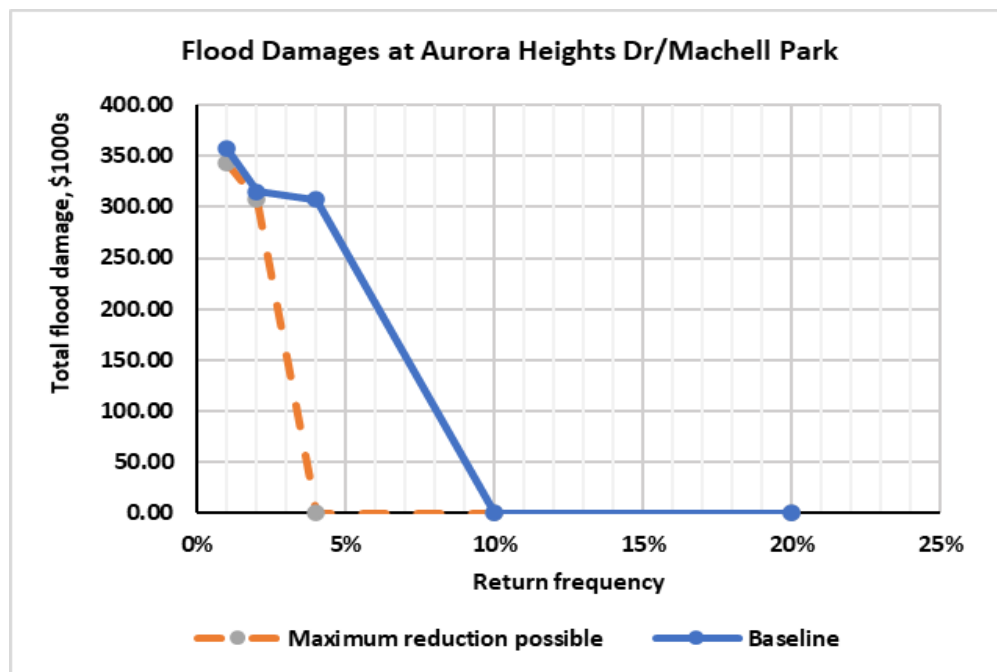 Flood Damages at Aurora Heights Dr/Machell Park
Total flood damage, $1000s
400.00
350.00
300.00
250.00
200.00
150.00
100.00
50.00
0.00
0% 5% 10% 15% 20% 25%
Return frequency
Maximum reduction possible Baseline